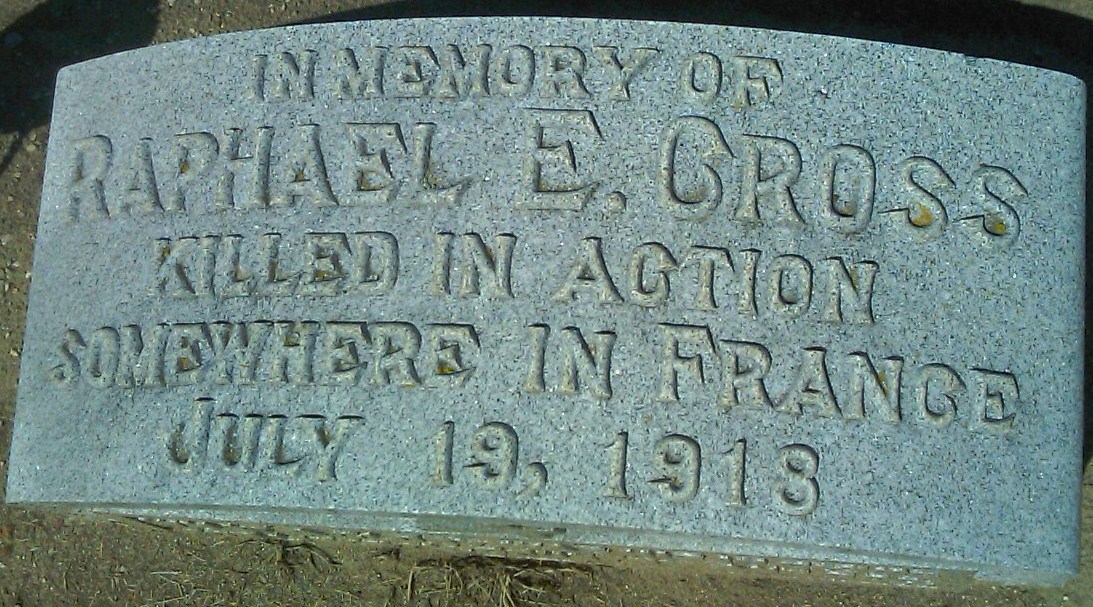 IN MEMORY OF
RAPHAEL E. CROSS
KILLED IN ACTION
SOMEWHERE IN FRANCE
JULY 19, 1918